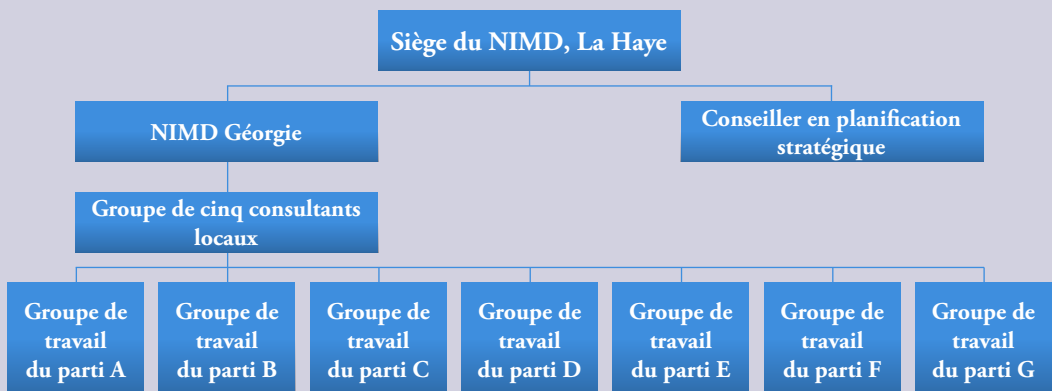 Siège du NIMD, La Haye
NIMD Géorgie
Conseiller en planification
stratégique
Groupe de cinq consultants
locaux
Groupe de
travail
du parti A
Groupe de
travail
du parti B
Groupe de
travail
du parti C
Groupe de
travail
du parti D
Groupe de
travail
du parti E
Groupe de
travail
du parti F
Groupe de
travail
du parti G